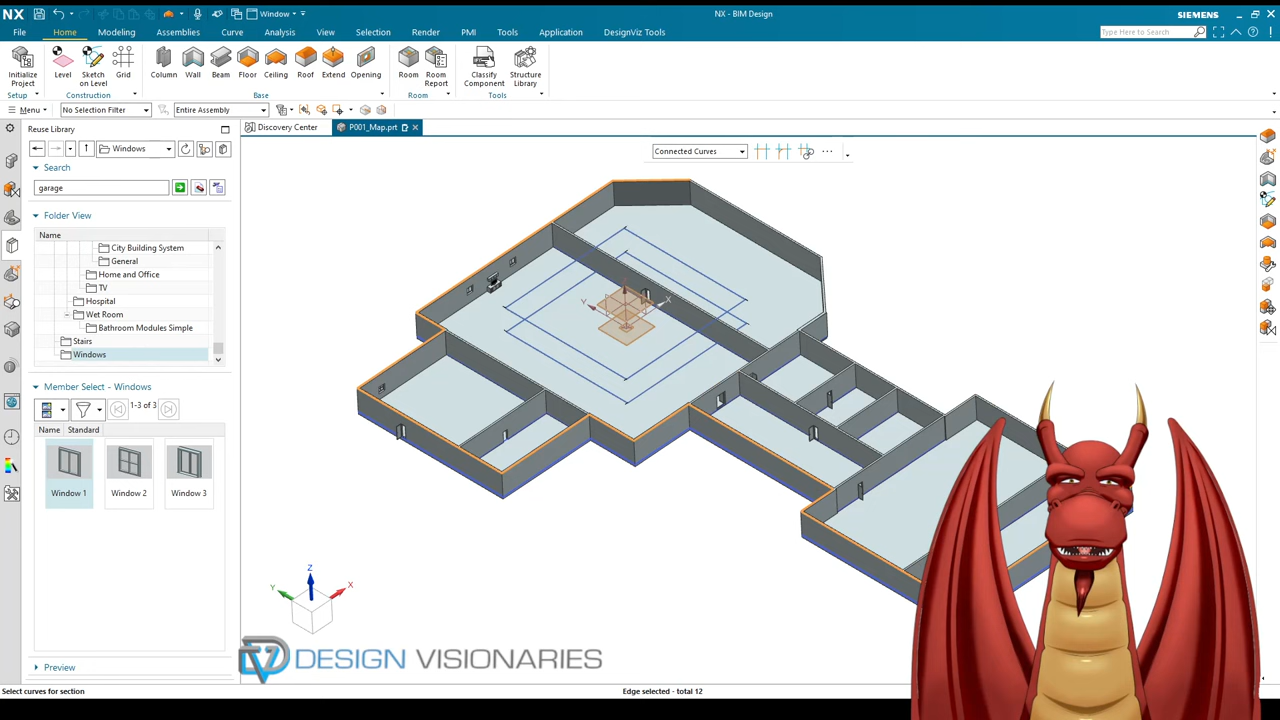 NX
Window
NX - BIM Design
SIEMENS
File Home Modeling Assemblies Curve Analysis View Selection Render PMI Tools Application DesignViz Tools
Type Here to Search
Initialize Project
Level
Sketch on Level
Grid
Column
Wall
Beam
Floor
Ceiling
Roof
Extend
Opening
Room
Room Report
Classify Component
Structure Library
Setup
Construction
Base
Room
Tools
Menu
No Selection Filter
Entire Assembly
Reuse Library
Discovery Center
P001_Map.prt
Windows
Connected Curves
Search
garage
Folder View
Name
City Building System
General
Home and Office
TV
Hospital
Wet Room
Bathroom Modules Simple
Stairs
Windows
Member Select - Windows
1-3 of 3
Name Standard
Window 1
Window 2
Window 3
Y
X
Z
Y
X
DV DESIGN VISIONARIES
Preview
Select curves for section
Edge selected - total 12